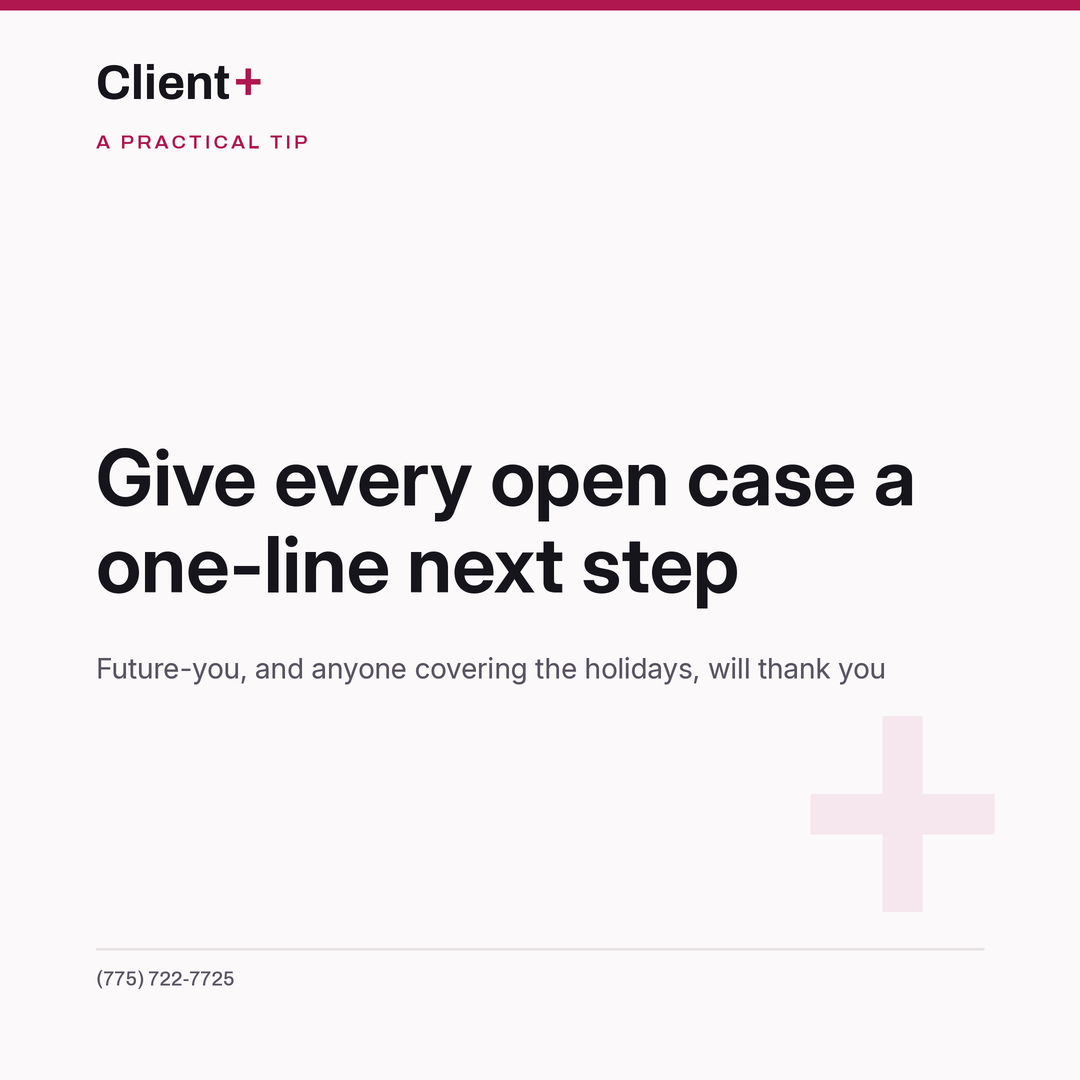 Client+
A PRACTICAL TIP
Give every open case a
one-line next step
Future-you, and anyone covering the holidays, will thank you
(775) 722-7725